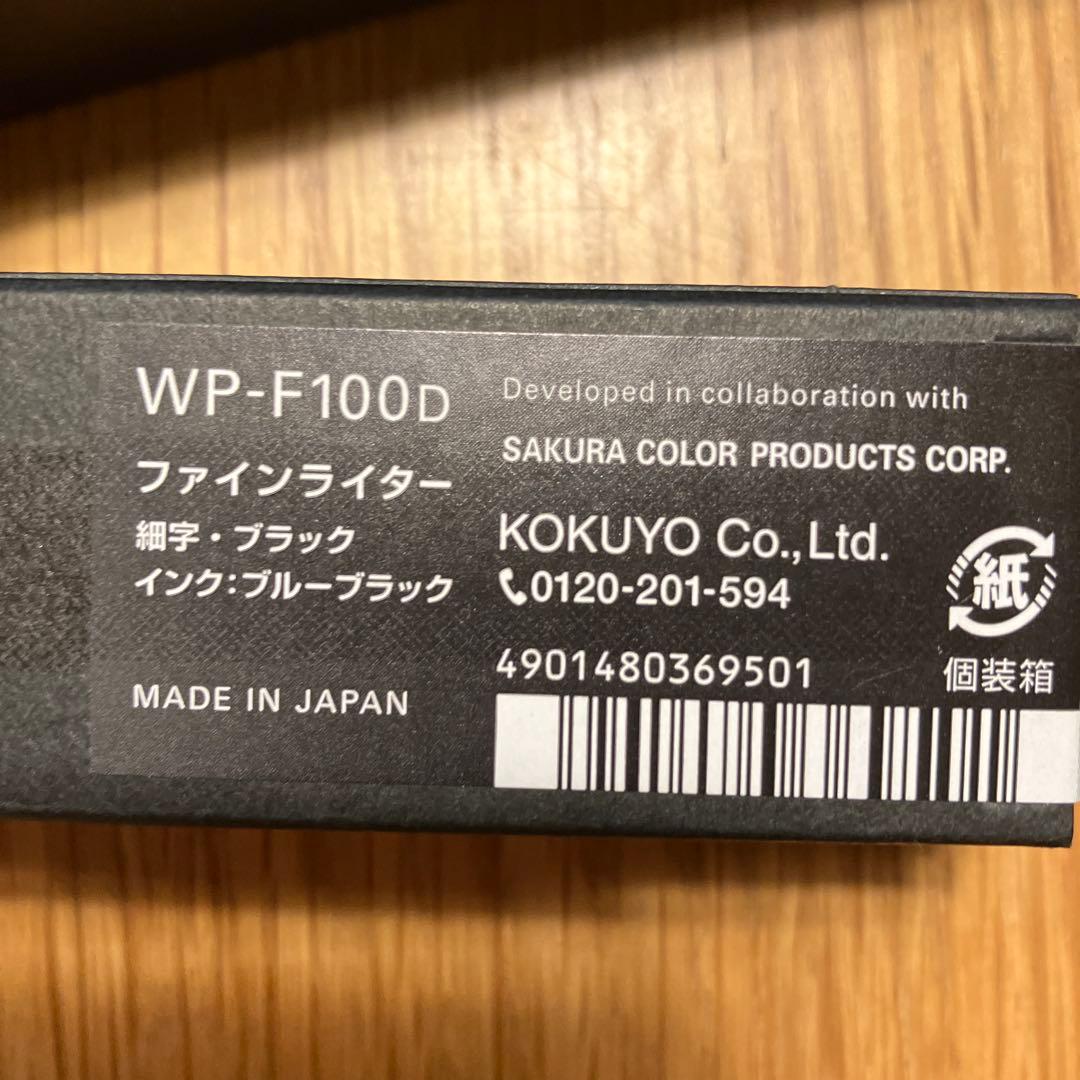 WP-F100D
ファインライター
細字・ブラック
インク:ブルーブラック
MADE IN JAPAN
Developed in collaboration with
SAKURA COLOR PRODUCTS CORP.
KOKUYO Co.,Ltd.
0120-201-594
4901480369501
紙
個装箱